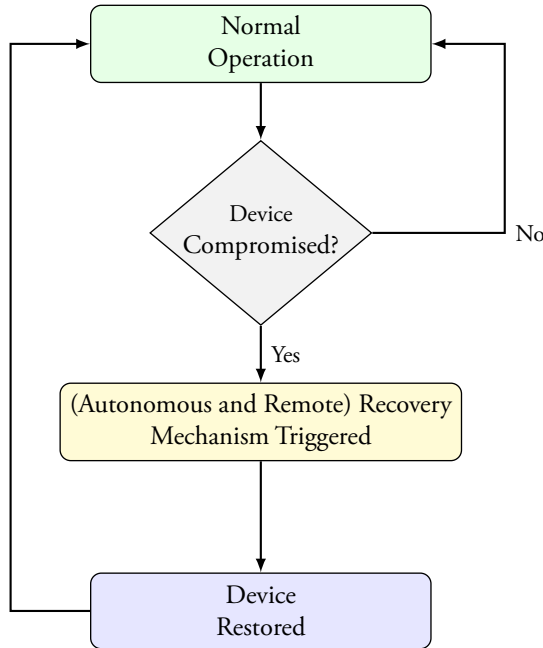 Normal
Operation
Device
Compromised?
No
Yes
(Autonomous and Remote) Recovery
Mechanism Triggered
Device
Restored